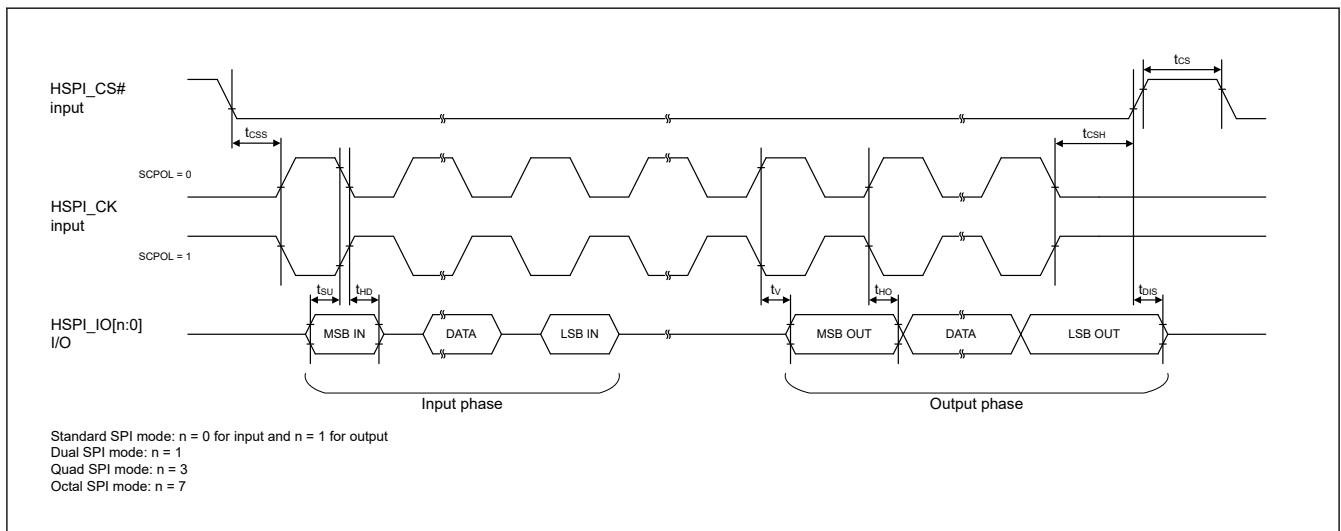 HSPI_CS#
input
tcs
tcss
tcsh
SCPOL = 0
HSPI_CK
input
SCPOL = 1
tsu
tHD
tv
tHO
tDIS
HSPI_IO[n:0]
I/O
MSB IN
DATA
LSB IN
MSB OUT
DATA
LSB OUT
Input phase
Output phase
Standard SPI mode: n = 0 for input and n = 1 for output
Dual SPI mode: n = 1
Quad SPI mode: n = 3
Octal SPI mode: n = 7